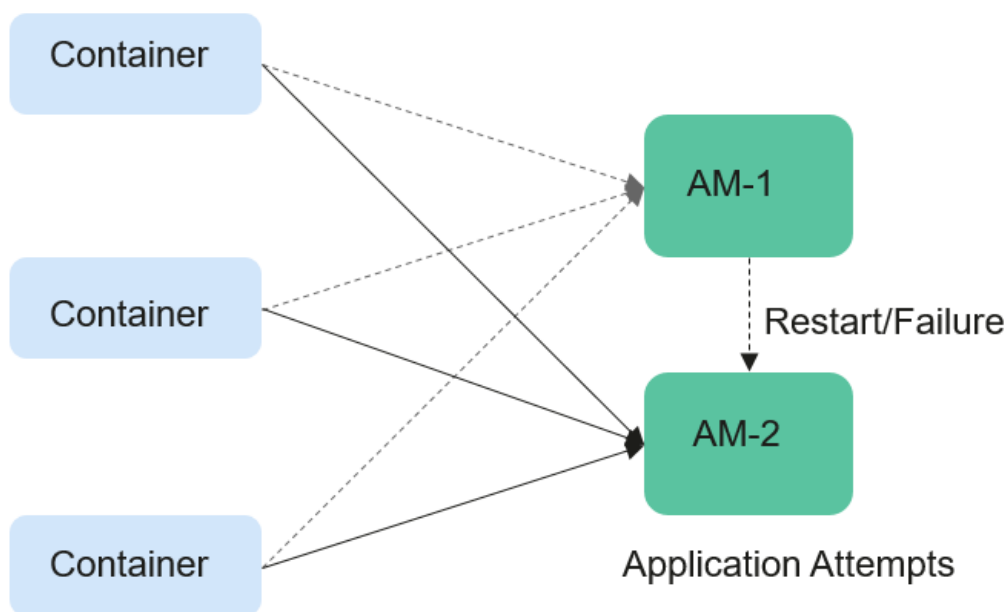 Container
AM-1
Container
Restart/Failure
AM-2
Container
Application Attempts